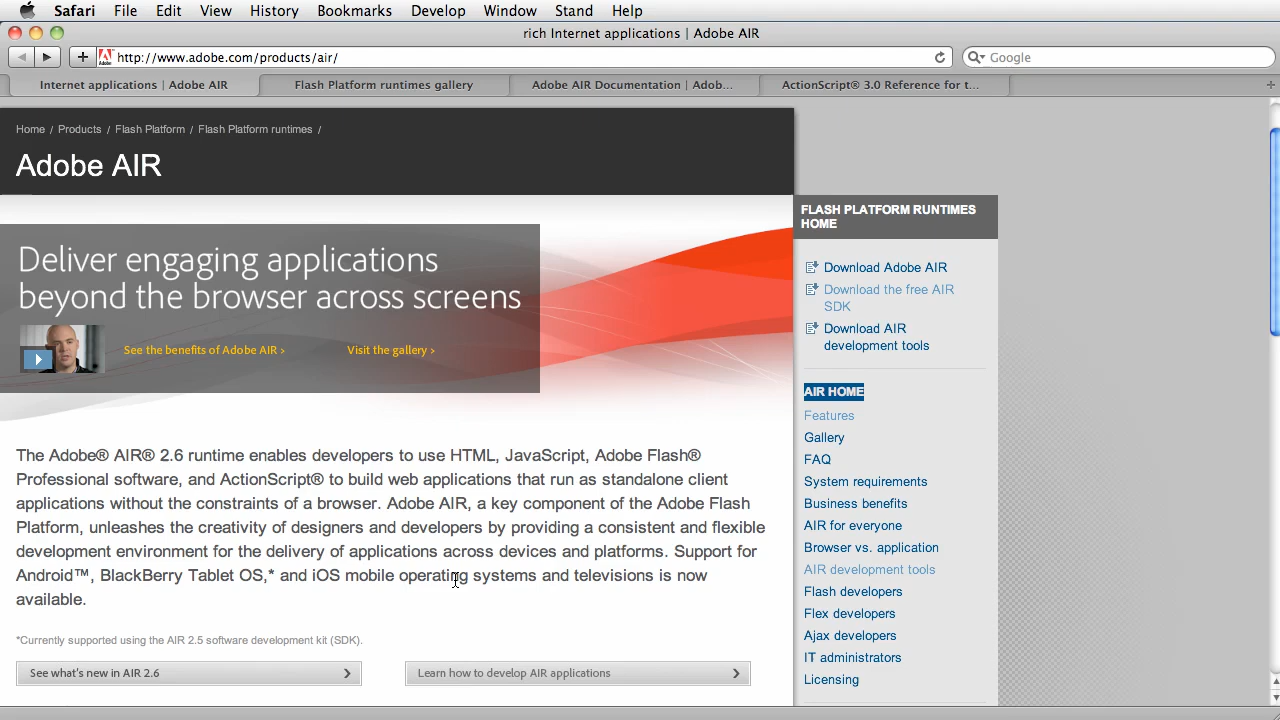 Safari File Edit View History Bookmarks Develop Window Stand Help
rich Internet applications | Adobe AIR
http://www.adobe.com/products/air/
Google
Internet applications | Adobe AIR
Flash Platform runtimes gallery
Adobe AIR Documentation | Adob...
ActionScript® 3.0 Reference for t...
Home / Products / Flash Platform / Flash Platform runtimes /
Adobe AIR
Deliver engaging applications
beyond the browser across screens
See the benefits of Adobe AIR ›
Visit the gallery ›
The Adobe® AIR® 2.6 runtime enables developers to use HTML, JavaScript, Adobe Flash®
Professional software, and ActionScript® to build web applications that run as standalone client
applications without the constraints of a browser. Adobe AIR, a key component of the Adobe Flash
Platform, unleashes the creativity of designers and developers by providing a consistent and flexible
development environment for the delivery of applications across devices and platforms. Support for
Android™, BlackBerry Tablet OS,* and iOS mobile operating systems and televisions is now
available.
*Currently supported using the AIR 2.5 software development kit (SDK).
See what's new in AIR 2.6
Learn how to develop AIR applications
FLASH PLATFORM RUNTIMES
HOME
Download Adobe AIR
Download the free AIR
SDK
Download AIR
development tools
AIR HOME
Features
Gallery
FAQ
System requirements
Business benefits
AIR for everyone
Browser vs. application
AIR development tools
Flash developers
Flex developers
Ajax developers
IT administrators
Licensing